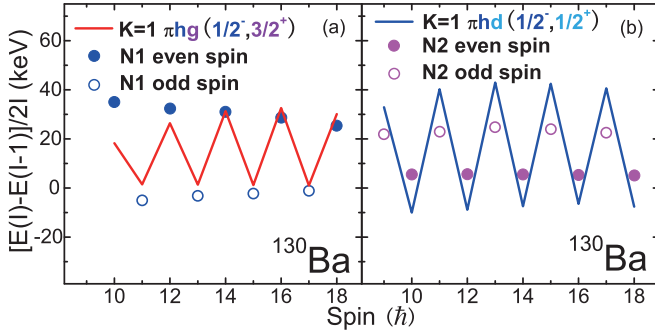 [E(I)-E(I-1)]/2I (keV)
60
40
20
0
-20
K=1 πhg (1/2⁻,3/2⁺)
(a)
N1 even spin
N1 odd spin
¹³⁰Ba
10 12 14 16 18
K=1 πhd (1/2⁻,1/2⁺)
(b)
N2 even spin
N2 odd spin
¹³⁰Ba
10 12 14 16 18
Spin (ℏ)